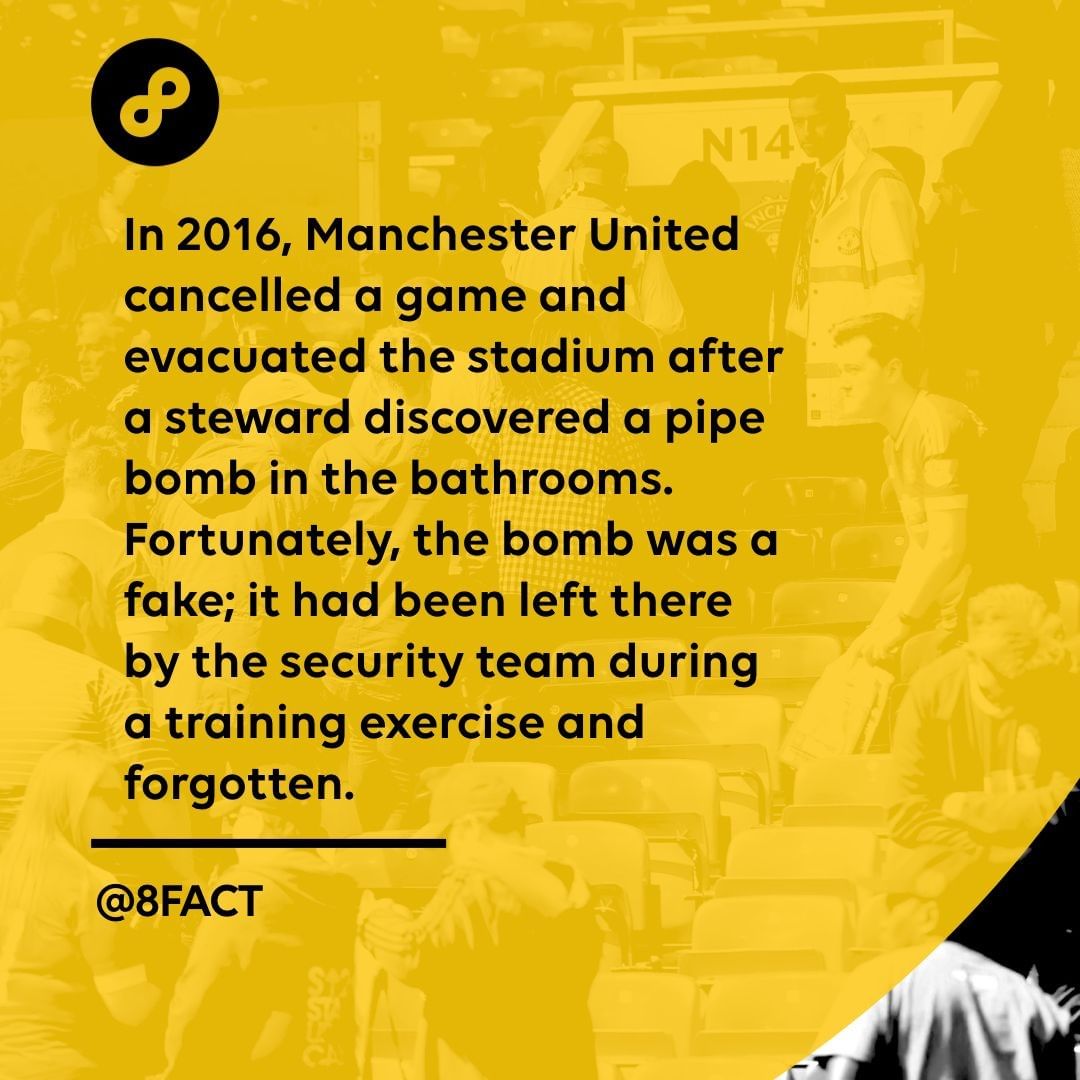 N14
In 2016, Manchester United
cancelled a game and
evacuated the stadium after
a steward discovered a pipe
bomb in the bathrooms.
Fortunately, the bomb was a
fake; it had been left there
by the security team during
a training exercise and
forgotten.
@8FACT